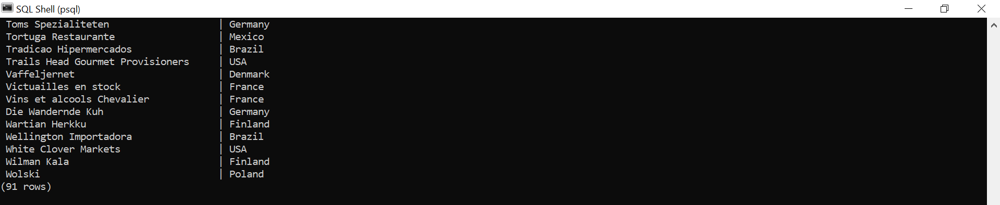 SQL Shell (psql)
Toms Spezialiteten | Germany
Tortuga Restaurante | Mexico
Tradicao Hipermercados | Brazil
Trails Head Gourmet Provisioners | USA
Vaffeljernet | Denmark
Victuailles en stock | France
Vins et alcools Chevalier | France
Die Wandernde Kuh | Germany
Wartian Herkku | Finland
Wellington Importadora | Brazil
White Clover Markets | USA
Wilman Kala | Finland
Wolski | Poland
(91 rows)